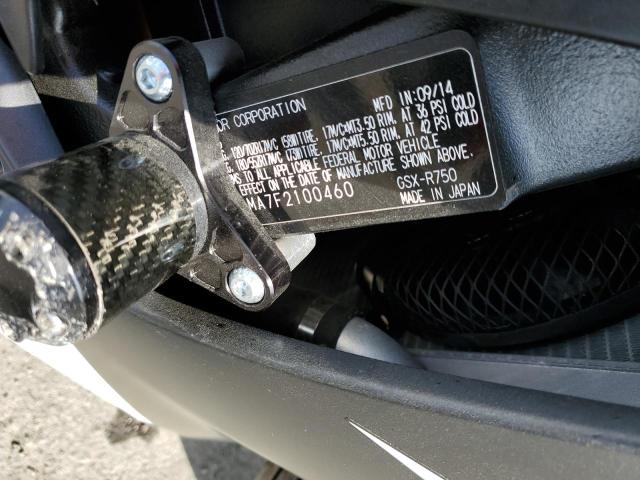 OR CORPORATION MFD IN:09/14
120/70ZR17M/C (58W)TIRE, 17M/C×MT3.50 RIM, AT 36 PSI COLD
180/55ZR17M/C (73W)TIRE, 17M/C×MT5.50 RIM, AT 42 PSI COLD
MS TO ALL APPLICABLE FEDERAL MOTOR VEHICLE
EFFECT ON THE DATE OF MANUFACTURE SHOWN ABOVE.
MA7F2100460 GSX-R750
MADE IN JAPAN